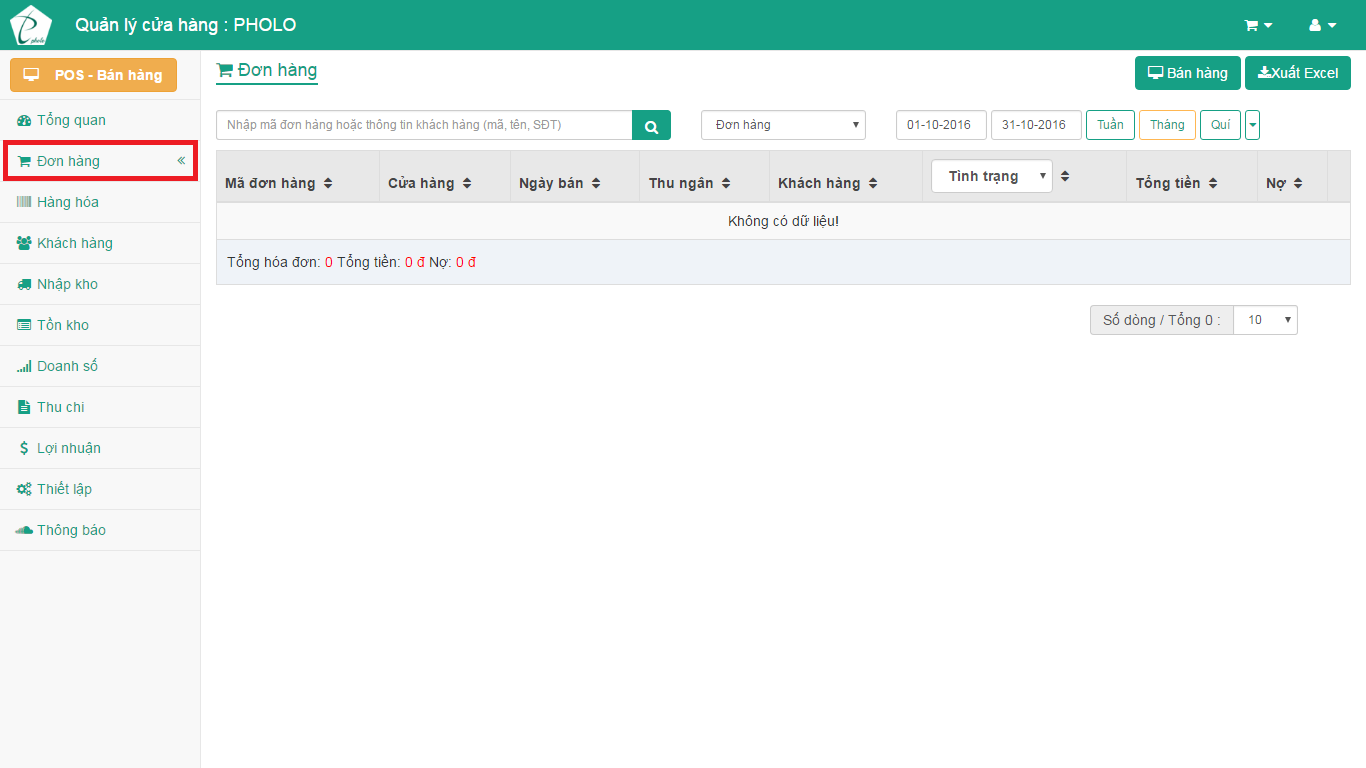 pholo
Quản lý cửa hàng : PHOLO
POS - Bán hàng
Tổng quan
Đơn hàng
Hàng hóa
Khách hàng
Nhập kho
Tồn kho
Doanh số
Thu chi
Lợi nhuận
Thiết lập
Thông báo
Đơn hàng
Bán hàng
Xuất Excel
Nhập mã đơn hàng hoặc thông tin khách hàng (mã, tên, SĐT)
Đơn hàng
01-10-2016
31-10-2016
Tuần
Tháng
Quí
Mã đơn hàng
Cửa hàng
Ngày bán
Thu ngân
Khách hàng
Tình trạng
Tổng tiền
Nợ
Không có dữ liệu!
Tổng hóa đơn: 0 Tổng tiền: 0 đ Nợ: 0 đ
Số dòng / Tổng 0 :
10